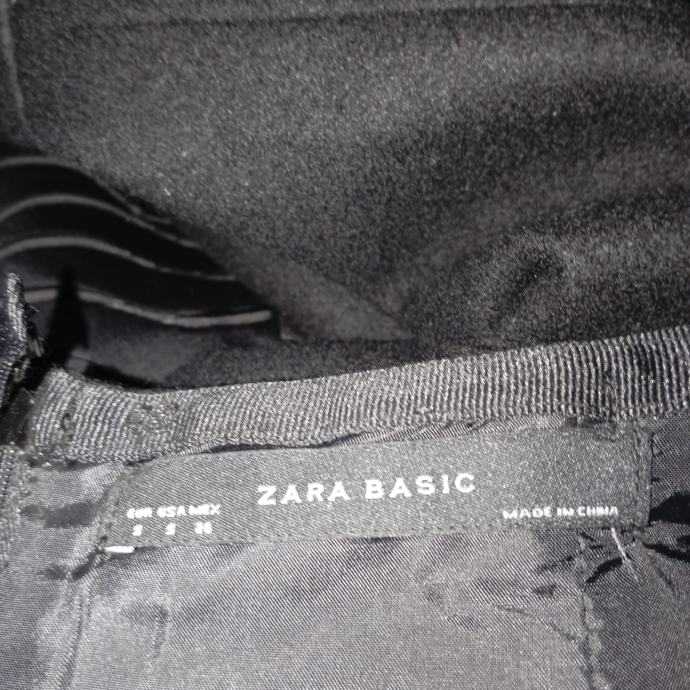 ZARA BASIC
EUR USA MEX
S S 26
MADE IN CHINA